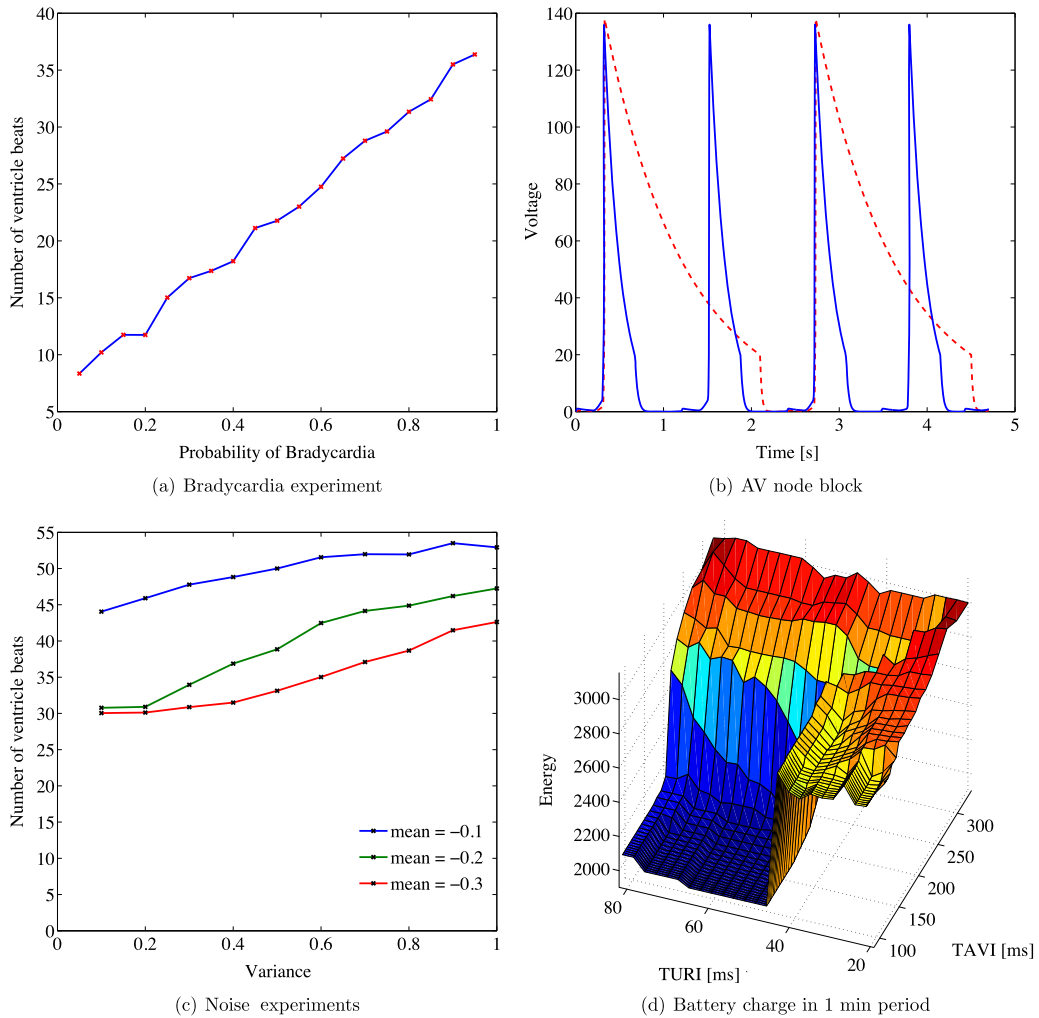 40
35
30
25
20
15
10
5
0 0.2 0.4 0.6 0.8 1
Number of ventricle beats
Probability of Bradycardia
(a) Bradycardia experiment
140
120
100
80
60
40
20
0
0 1 2 3 4 5
Voltage
Time [s]
(b) AV node block
55
50
45
40
35
30
25
20
15
10
5
0
0 0.2 0.4 0.6 0.8 1
Number of ventricle beats
mean = −0.1
mean = −0.2
mean = −0.3
Variance
(c) Noise experiments
3000
2800
2600
2400
2200
2000
Energy
80
60
40
20
TURI [ms]
300
250
200
150
100
TAVI [ms]
(d) Battery charge in 1 min period